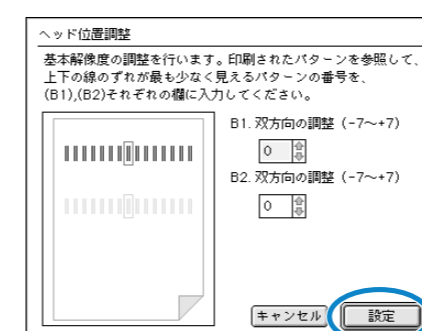 ヘッド位置調整
基本解像度の調整を行います。印刷されたパターンを参照して、
上下の線のずれが最も少なく見えるパターンの番号を、
(B1),(B2)それぞれの欄に入力してください。
B1. 双方向の調整（-7～+7）
0
B2. 双方向の調整（-7～+7）
0
キャンセル 設定